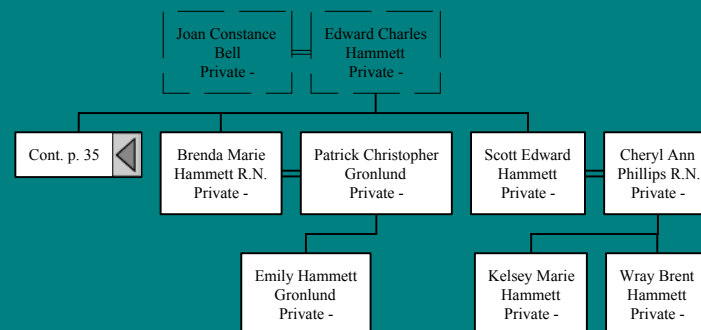 Joan Constance
Bell
Private -
Edward Charles
Hammett
Private -
Cont. p. 35
Brenda Marie
Hammett R.N.
Private -
Patrick Christopher
Gronlund
Private -
Scott Edward
Hammett
Private -
Cheryl Ann
Phillips R.N.
Private -
Emily Hammett
Gronlund
Private -
Kelsey Marie
Hammett
Private -
Wray Brent
Hammett
Private -